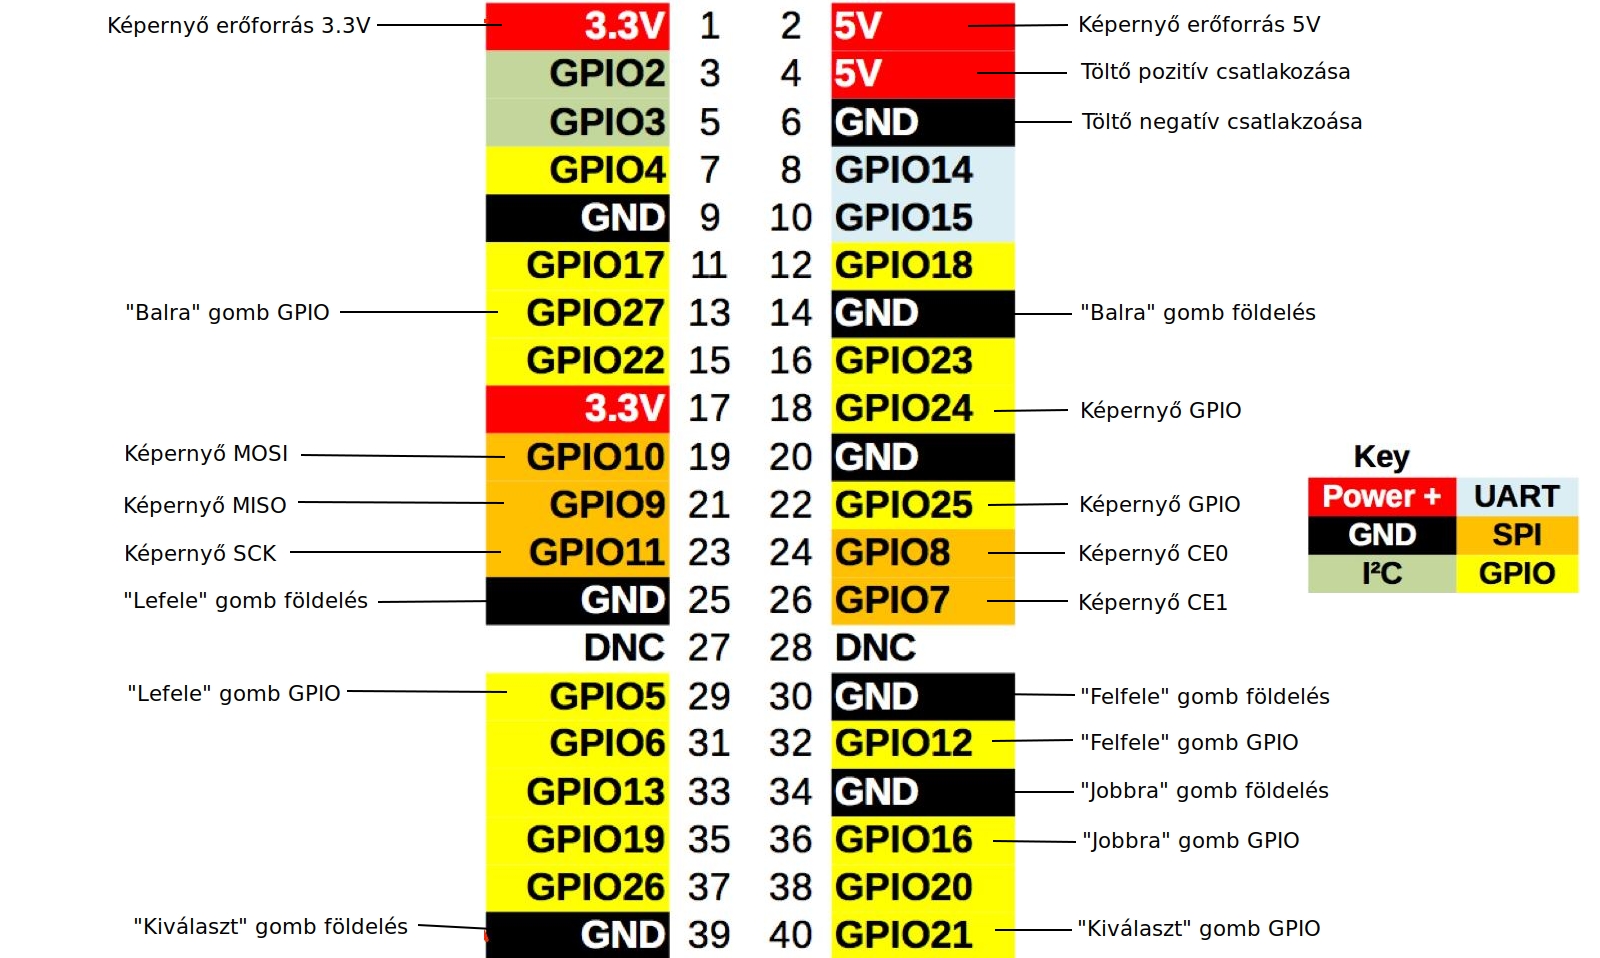 Képernyő erőforrás 3.3V 3.3V 1 2 5V Képernyő erőforrás 5V
GPIO2 3 4 5V Töltő pozitív csatlakozása
GPIO3 5 6 GND Töltő negatív csatlakzoása
GPIO4 7 8 GPIO14
GND 9 10 GPIO15
GPIO17 11 12 GPIO18
"Balra" gomb GPIO GPIO27 13 14 GND "Balra" gomb földelés
GPIO22 15 16 GPIO23
3.3V 17 18 GPIO24 Képernyő GPIO
Képernyő MOSI GPIO10 19 20 GND
Képernyő MISO GPIO9 21 22 GPIO25 Képernyő GPIO
Képernyő SCK GPIO11 23 24 GPIO8 Képernyő CE0
"Lefele" gomb földelés GND 25 26 GPIO7 Képernyő CE1
DNC 27 28 DNC
"Lefele" gomb GPIO GPIO5 29 30 GND "Felfele" gomb földelés
GPIO6 31 32 GPIO12 "Felfele" gomb GPIO
GPIO13 33 34 GND "Jobbra" gomb földelés
GPIO19 35 36 GPIO16 "Jobbra" gomb GPIO
GPIO26 37 38 GPIO20
"Kiválaszt" gomb földelés GND 39 40 GPIO21 "Kiválaszt" gomb GPIO
Key
Power + UART
GND SPI
I²C GPIO